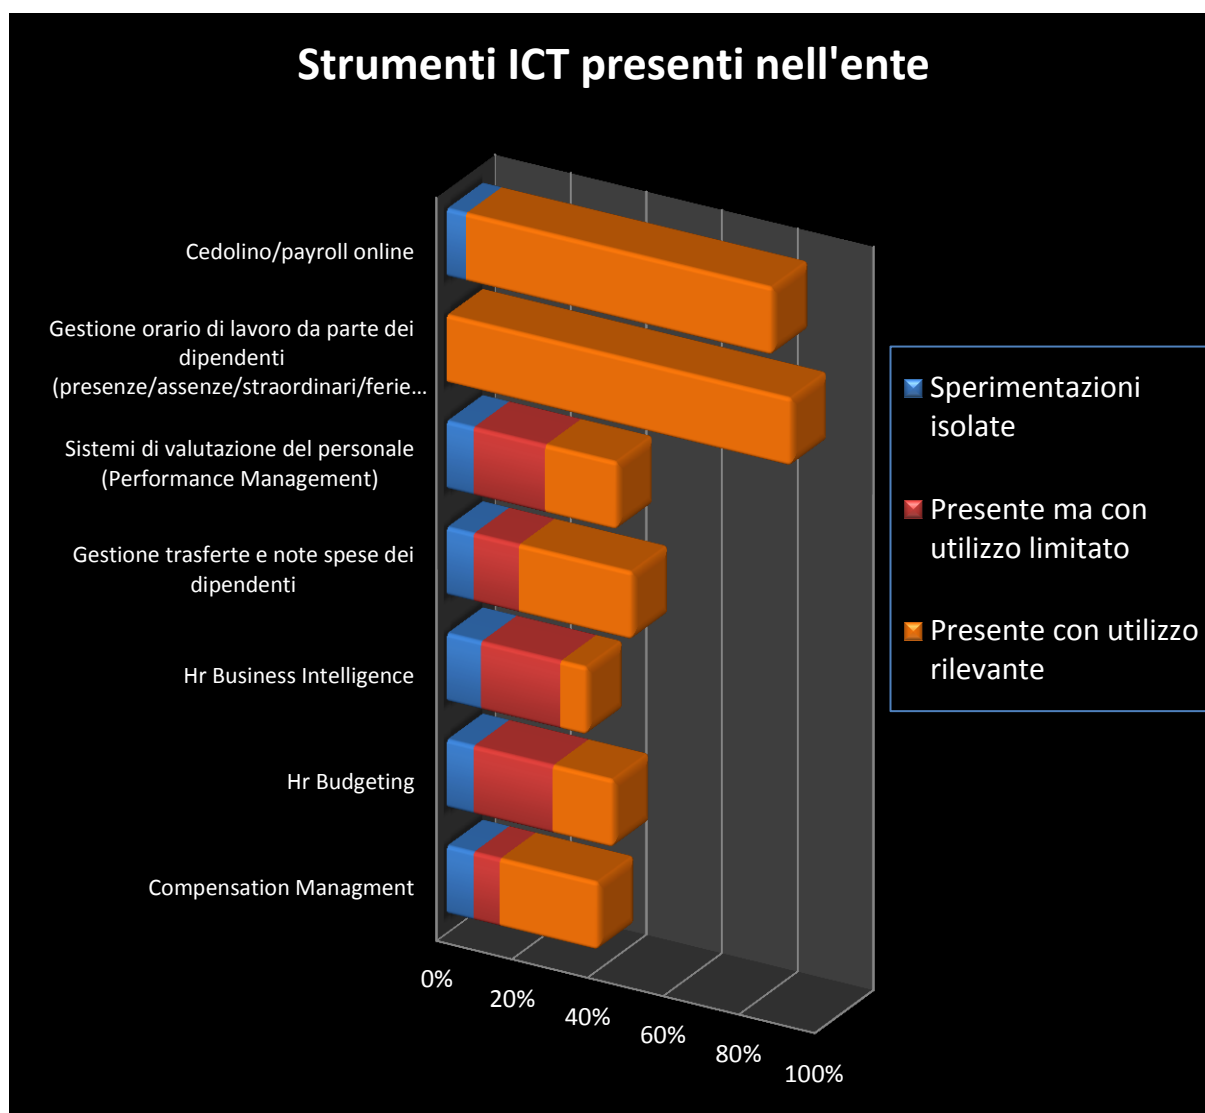 Strumenti ICT presenti nell'ente
Cedolino/payroll online
Gestione orario di lavoro da parte dei
dipendenti
(presenze/assenze/straordinari/ferie…
Sistemi di valutazione del personale
(Performance Management)
Gestione trasferte e note spese dei
dipendenti
Hr Business Intelligence
Hr Budgeting
Compensation Managment
0%
20%
40%
60%
80%
100%
Sperimentazioni
isolate
Presente ma con
utilizzo limitato
Presente con utilizzo
rilevante